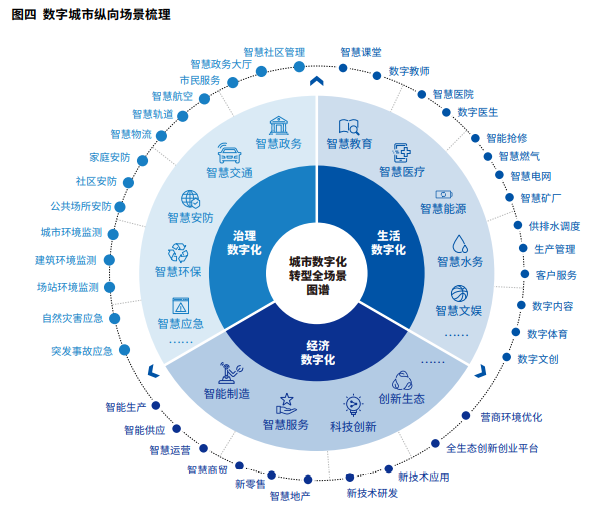 图四 数字城市纵向场景梳理
智慧社区管理
智慧政务大厅
市民服务
智慧航空
智慧轨道
智慧物流
家庭安防
社区安防
公共场所安防
城市环境监测
建筑环境监测
场站环境监测
自然灾害应急
突发事故应急
智慧课堂
数字教师
智慧医院
数字医生
智能抢修
智慧燃气
智慧电网
智慧矿厂
供排水调度
生产管理
客户服务
数字内容
数字体育
数字文创
智慧政务
智慧交通
智慧安防
智慧环保
智慧应急
......
智慧教育
智慧医疗
智慧能源
智慧水务
智慧文娱
......
治理
数字化
生活
数字化
城市数字化
转型全场景
图谱
经济
数字化
......
智能制造
智慧服务
科技创新
创新生态
智能生产
智能供应
智慧运营
智慧商贸
新零售
智慧地产
新技术研发
新技术应用
全生态创新创业平台
营商环境优化